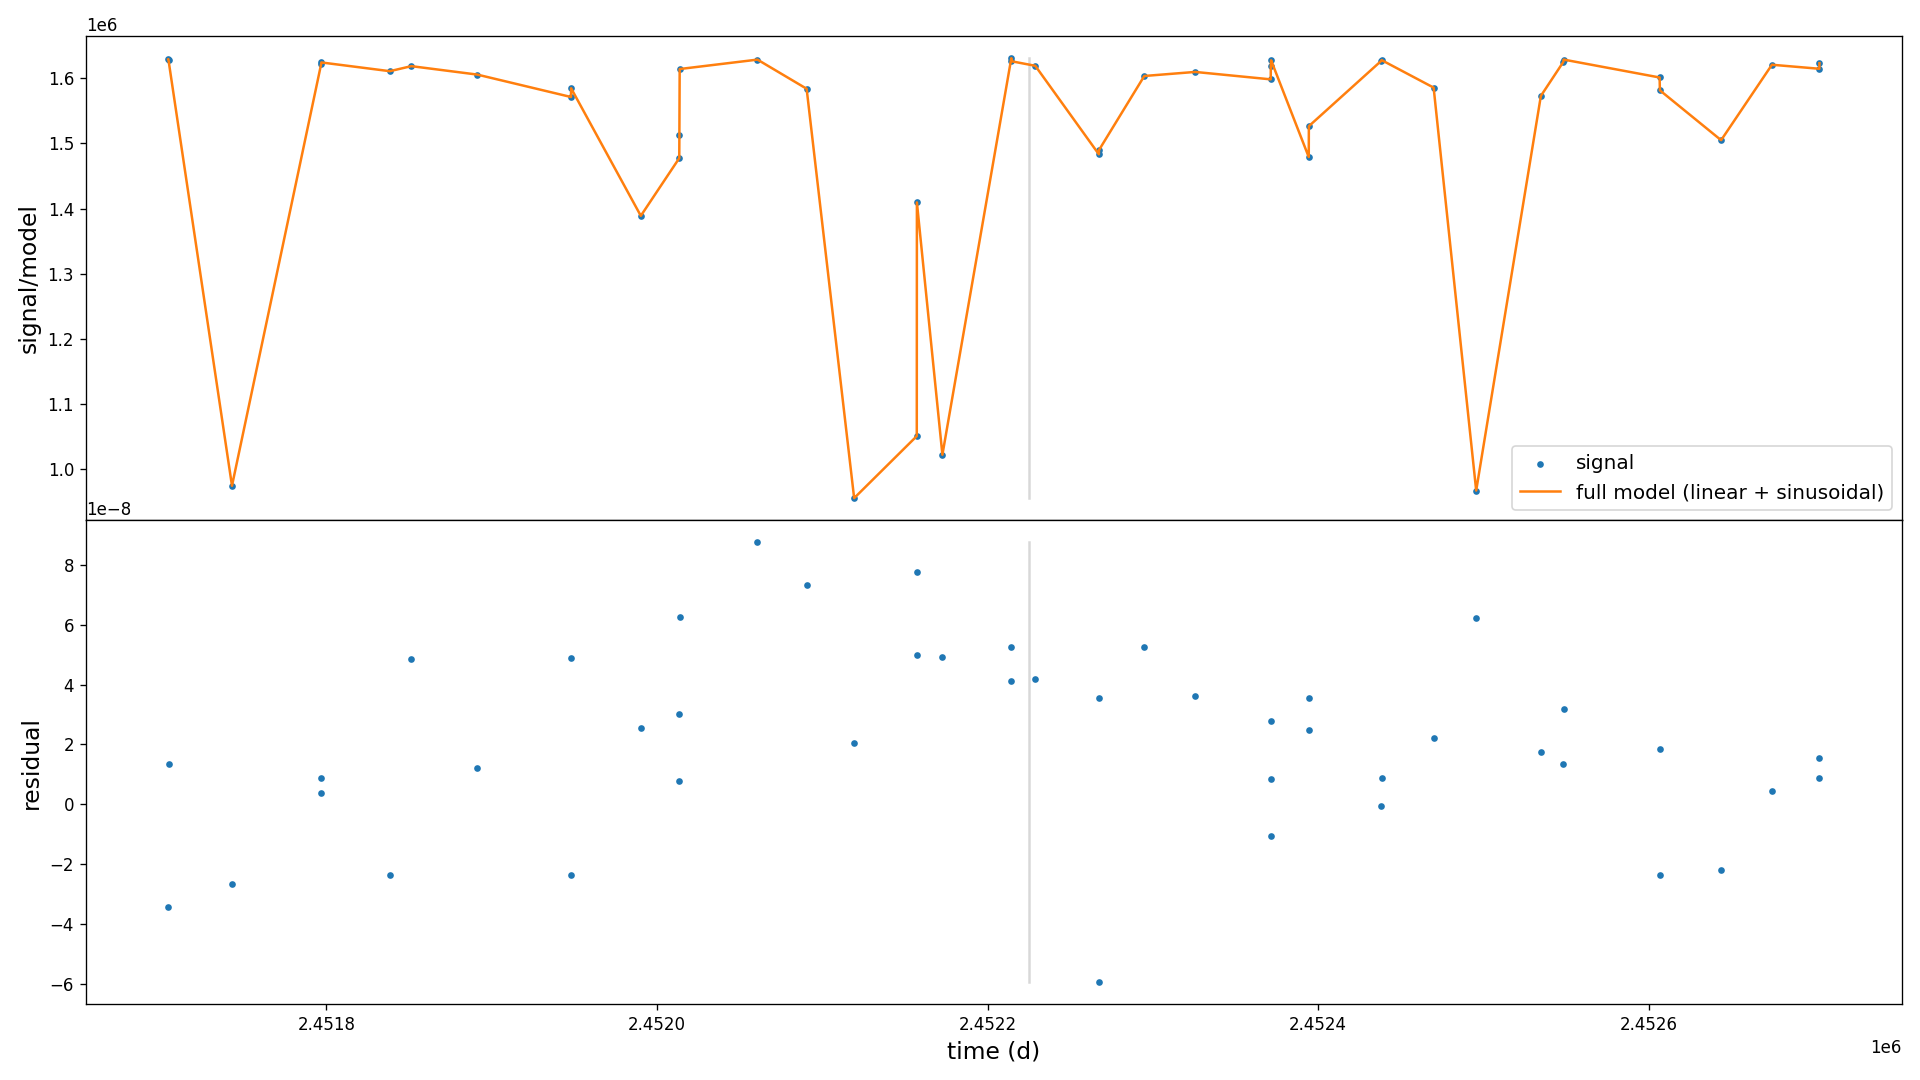 1e6
1.6
1.5
1.4
1.3
1.2
1.1
1.0
signal/model
signal
full model (linear + sinusoidal)
1e−8
8
6
4
2
0
−2
−4
−6
residual
2.4518
2.4520
2.4522
2.4524
2.4526
time (d)
1e6